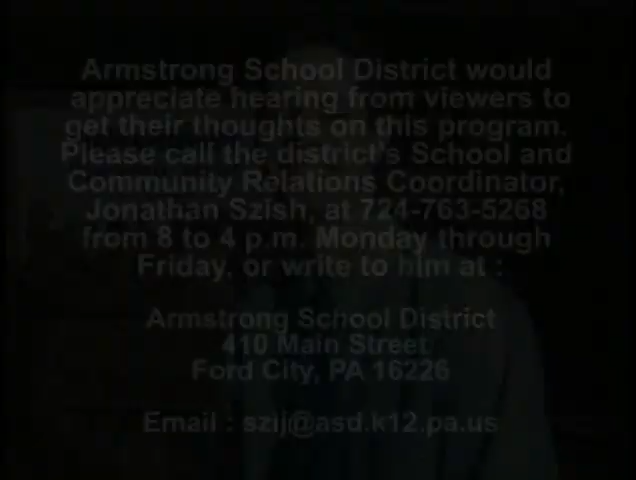 Armstrong School District would
appreciate hearing from viewers to
get their thoughts on this program.
Please call the district's School and
Community Relations Coordinator,
Jonathan Szish, at 724-763-5268
from 8 to 4 p.m. Monday through
Friday, or write to him at :
Armstrong School District
410 Main Street
Ford City, PA 16226
Email : szij@asd.k12.pa.us